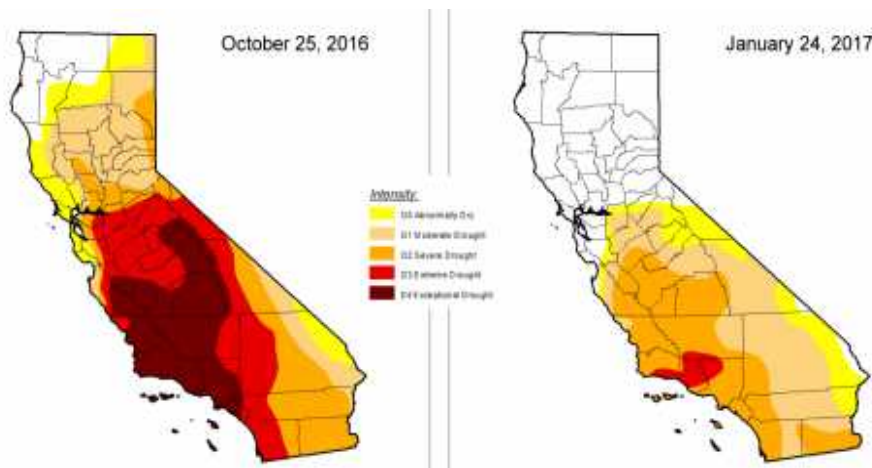 October 25, 2016
January 24, 2017
Intensity:
D0 Abnormally Dry
D1 Moderate Drought
D2 Severe Drought
D3 Extreme Drought
D4 Exceptional Drought